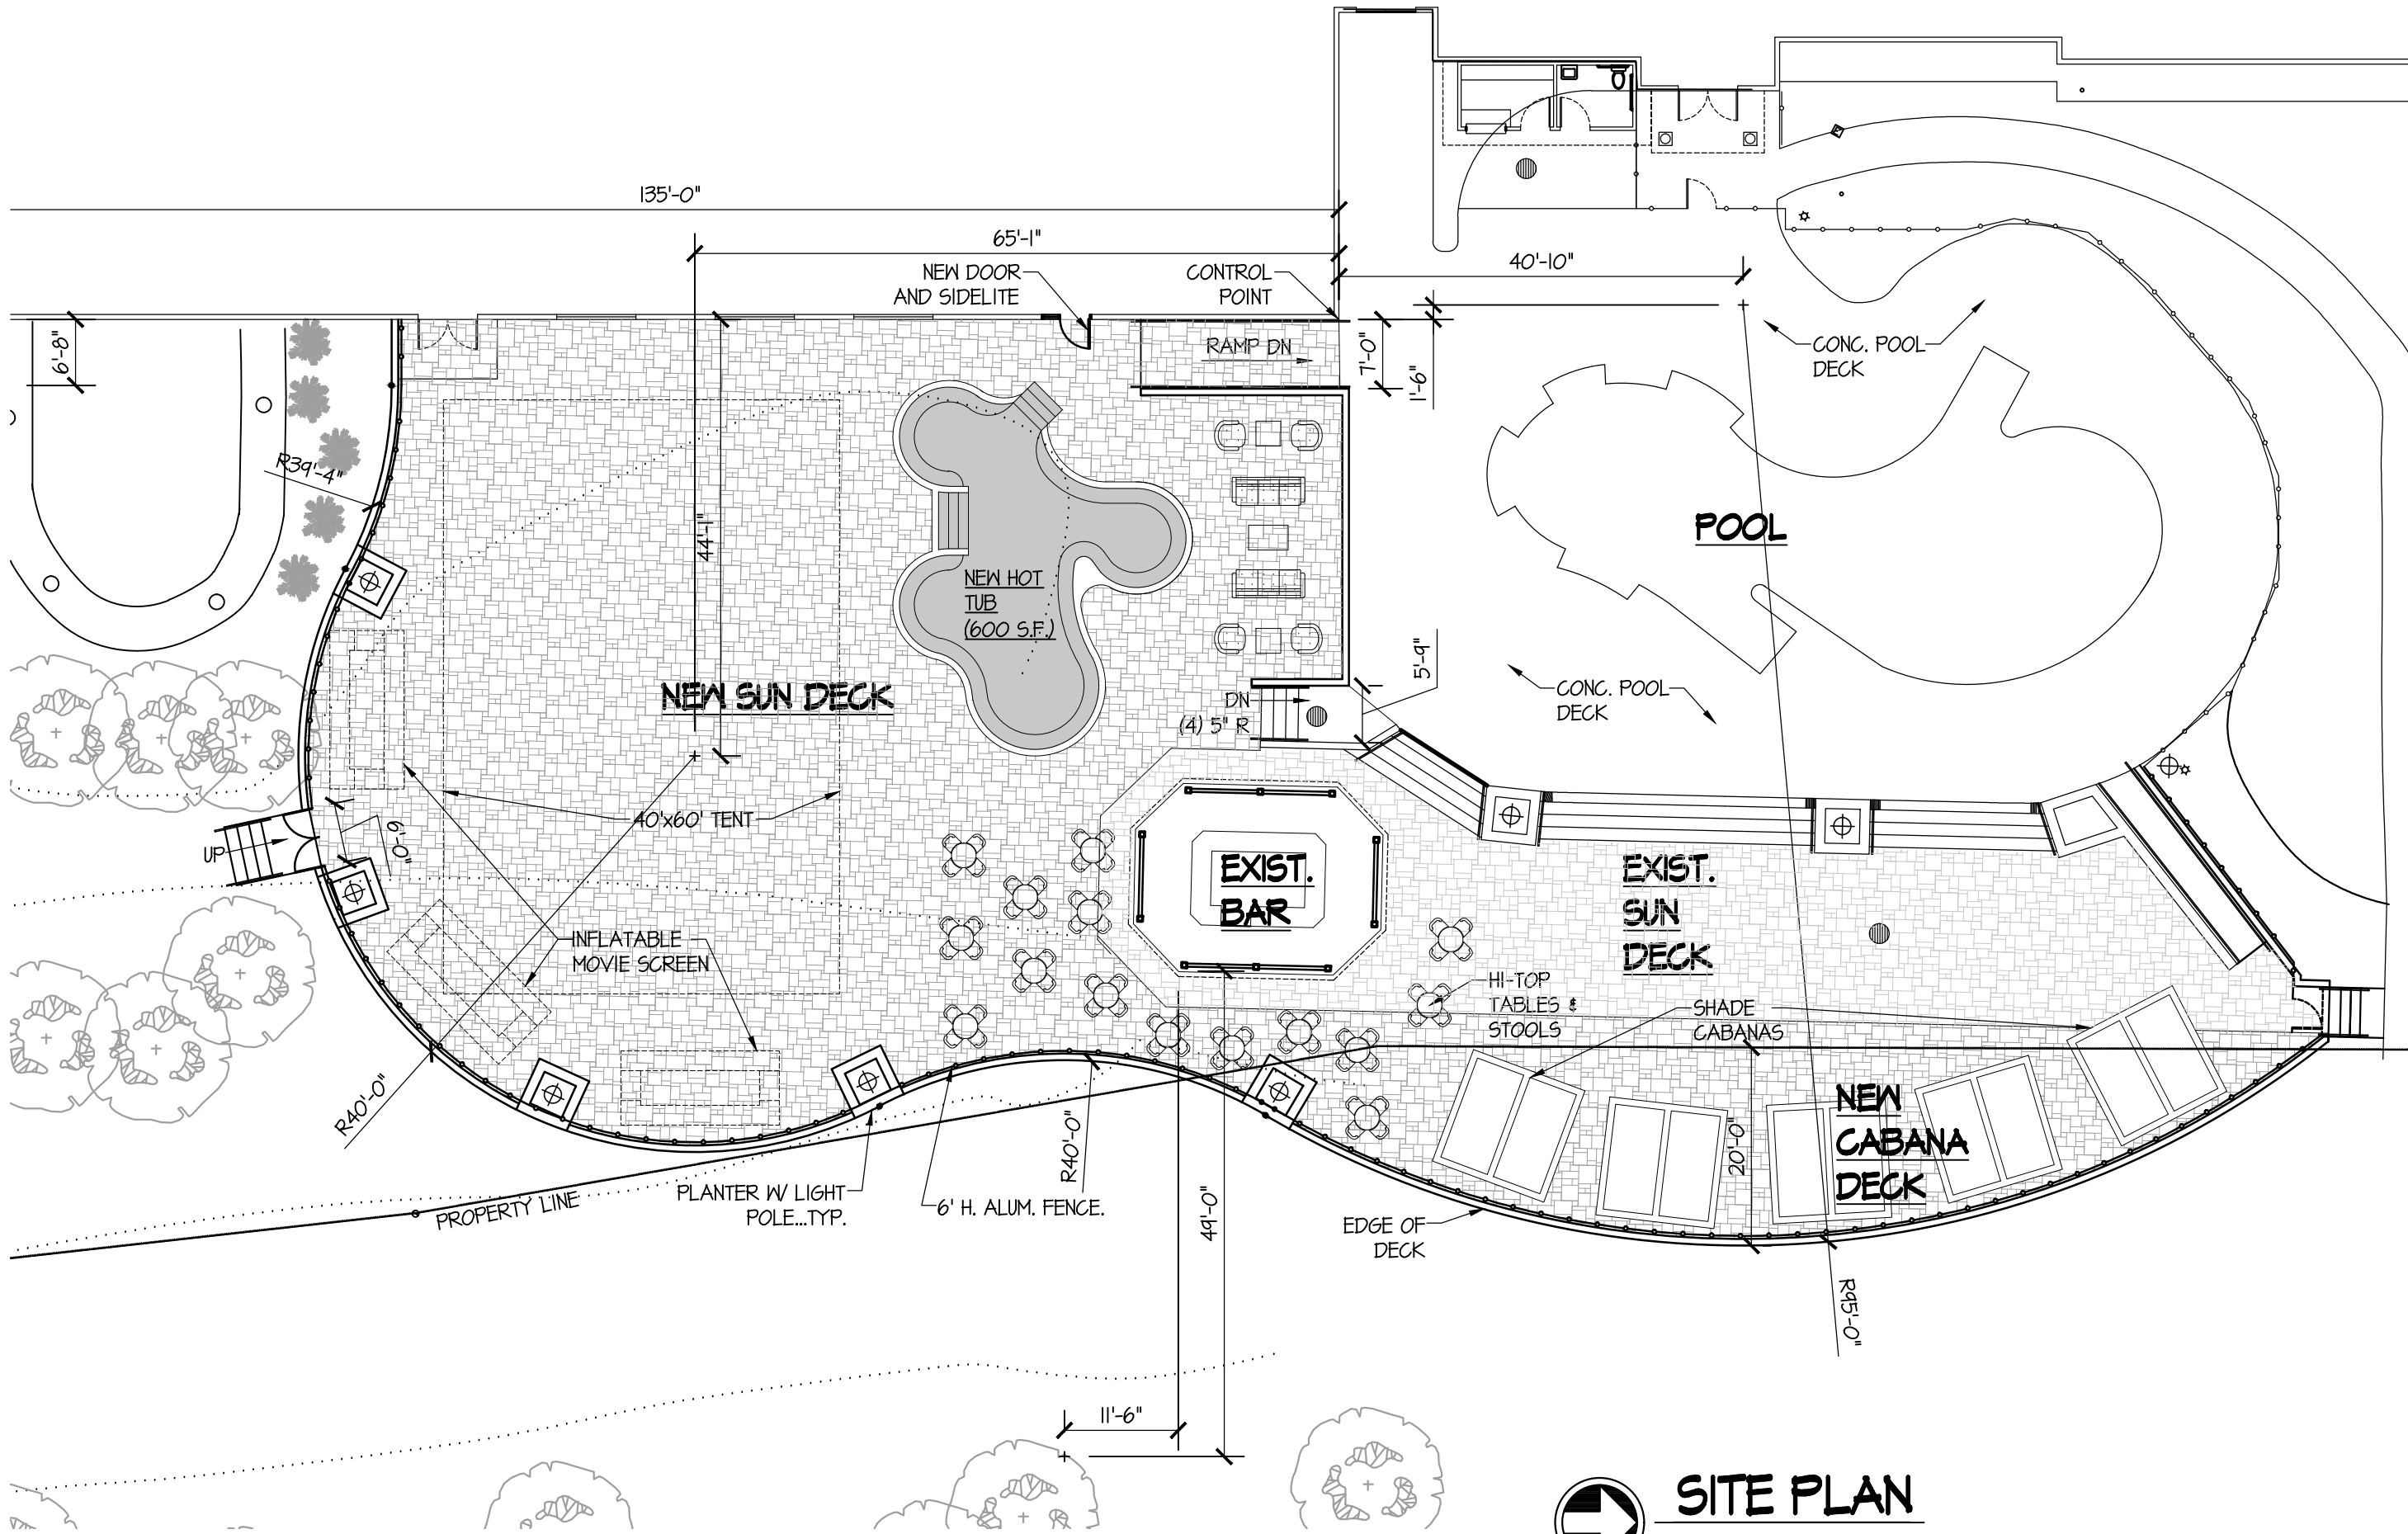 135'-0"
65'-1"
40'-10"
NEW DOOR
AND SIDELITE
CONTROL
POINT
6'-8"
RAMP DN
7'-0"
1'-6"
CONC. POOL
DECK
R39'-4"
44'-1"
POOL
NEW HOT
TUB
(600 S.F.)
5'-9"
NEW SUN DECK
DN
(4) 5" R
CONC. POOL
DECK
40'x60' TENT
6'-0"
UP
EXIST.
BAR
EXIST.
SUN
DECK
INFLATABLE
MOVIE SCREEN
HI-TOP
TABLES &
STOOLS
SHADE
CABANAS
R40'-0"
R40'-0"
20'-0"
NEW
CABANA
DECK
PROPERTY LINE
PLANTER W/ LIGHT
POLE...TYP.
6' H. ALUM. FENCE.
49'-0"
EDGE OF
DECK
R95'-0"
11'-6"
SITE PLAN